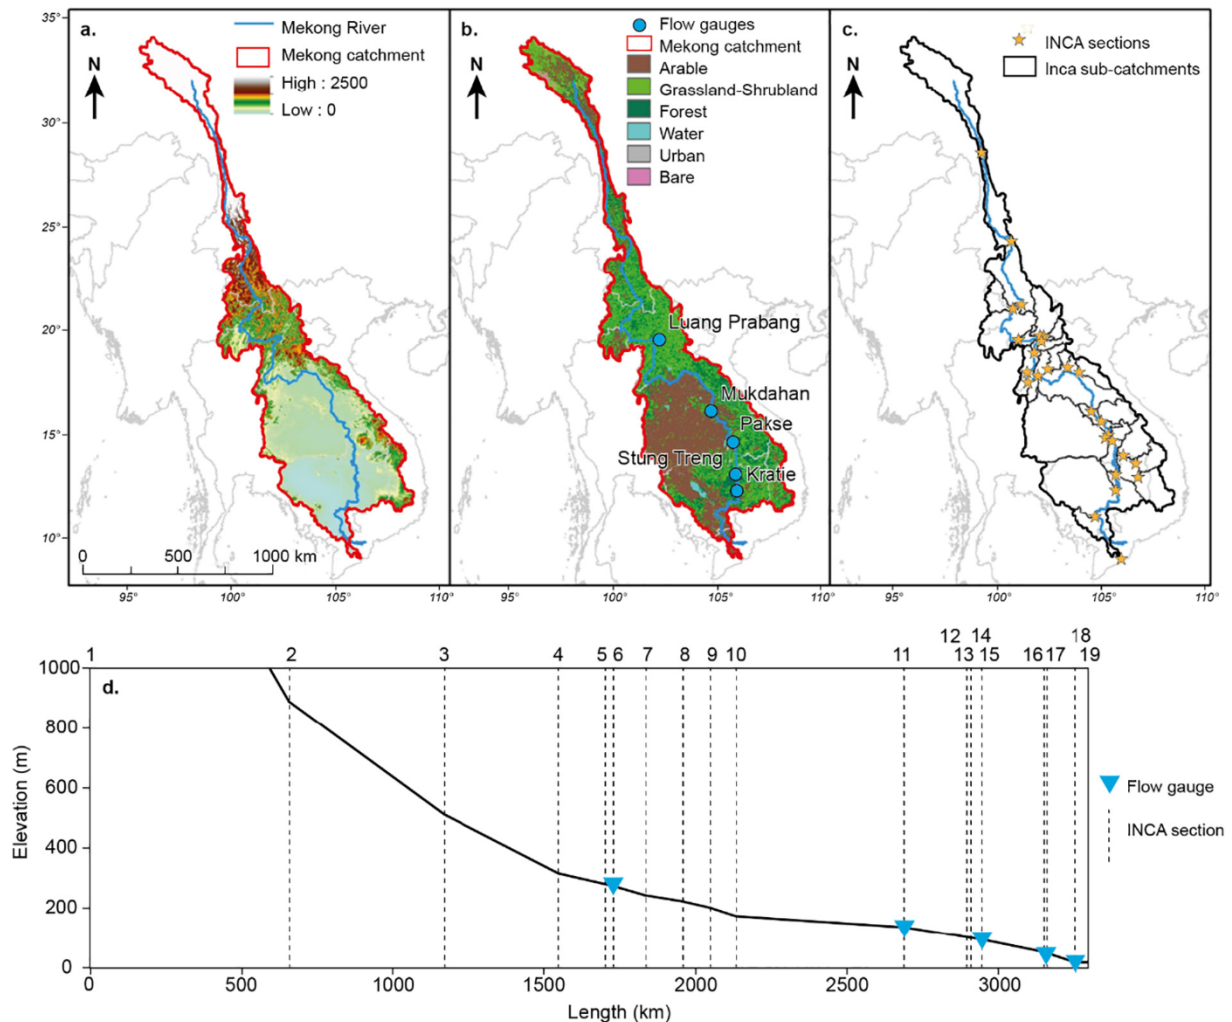 35°
a.
Mekong River
Mekong catchment
High : 2500
Low : 0
N
b.
Flow gauges
Mekong catchment
Arable
Grassland-Shrubland
Forest
Water
Urban
Bare
N
c.
INCA sections
Inca sub-catchments
N
30°
25°
20°
15°
10°
Luang Prabang
Mukdahan
Pakse
Stung Treng
Kratie
0 500 1000 km
95° 100° 105° 110° 95° 100° 105° 110° 95° 100° 105° 110°
12 14 18
1 2 3 4 5 6 7 8 9 10 11 13 15 16 17 19
d.
1000
800
600
400
200
0
Elevation (m)
0 500 1000 1500 2000 2500 3000
Length (km)
Flow gauge
INCA section